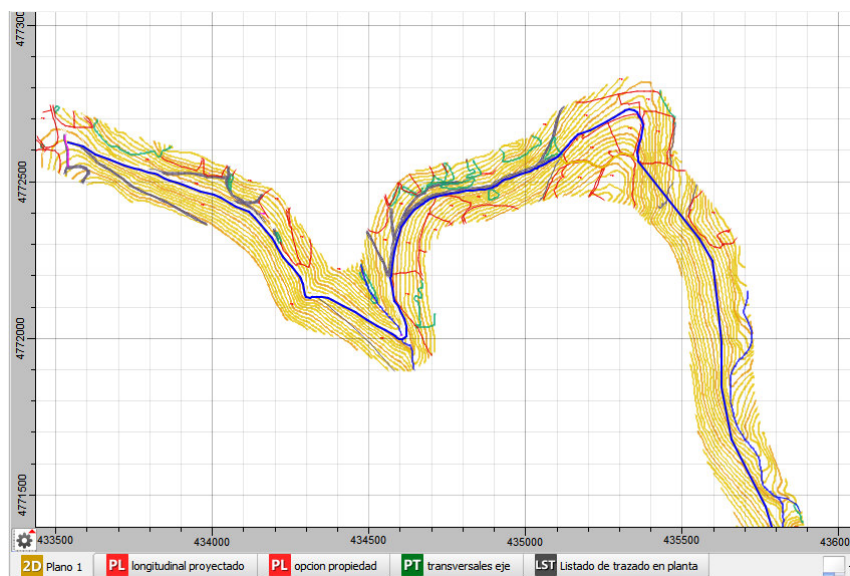 4773000
4772500
4772000
4771500
433500 434000 434500 435000 435500 43600
2D Plano 1 PL longitudinal proyectado PL opcion propiedad PT transversales eje LST Listado de trazado en planta